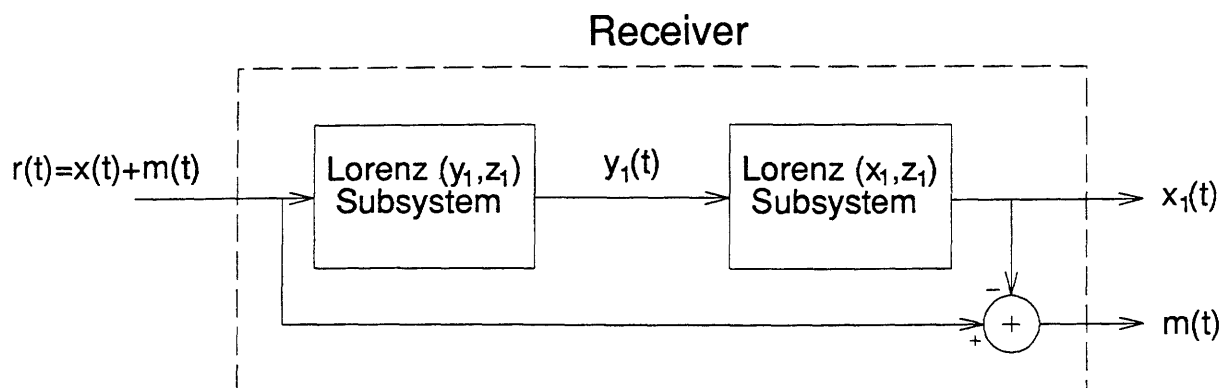 Receiver
r(t)=x(t)+m(t)
Lorenz (y₁,z₁)
Subsystem
y₁(t)
Lorenz (x₁,z₁)
Subsystem
x₁(t)
−
+
+
m(t)